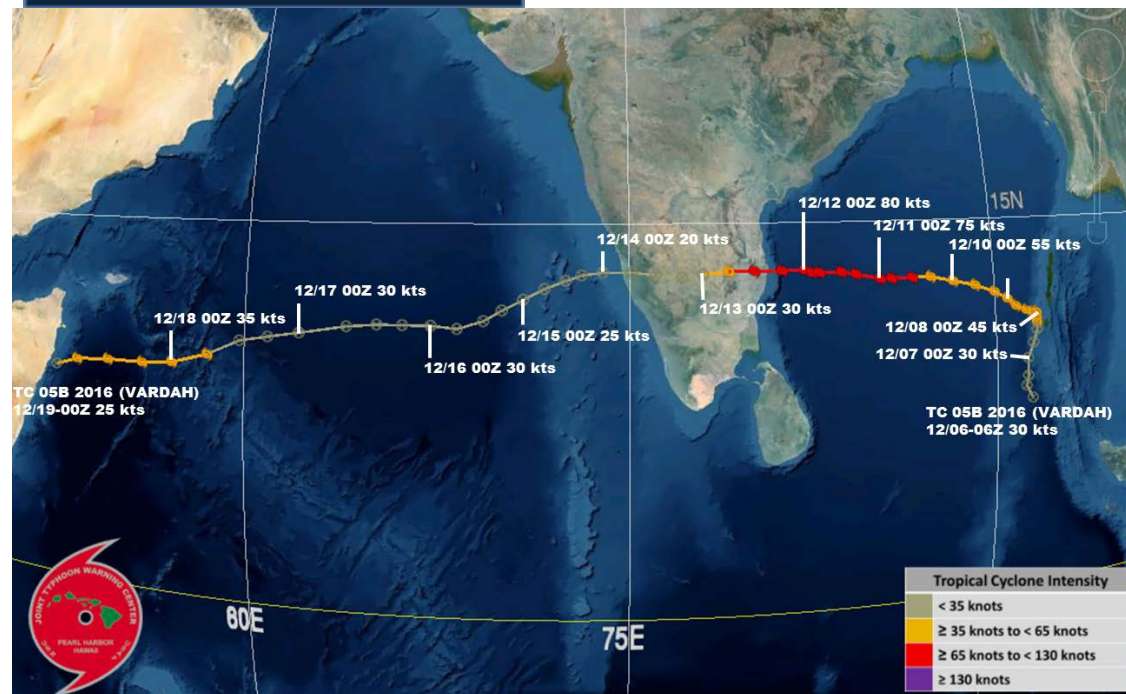 15N
12/12 00Z 80 kts
12/11 00Z 75 kts
12/10 00Z 55 kts
12/14 00Z 20 kts
12/17 00Z 30 kts
12/13 00Z 30 kts
12/18 00Z 35 kts
12/08 00Z 45 kts
12/15 00Z 25 kts
12/07 00Z 30 kts
12/16 00Z 30 kts
TC 05B 2016 (VARDAH)
12/19-00Z 25 kts
TC 05B 2016 (VARDAH)
12/06-06Z 30 kts
JOINT TYPHOON WARNING CENTER
PEARL HARBOR
HAWAII
60E
75E
Tropical Cyclone Intensity
< 35 knots
≥ 35 knots to < 65 knots
≥ 65 knots to < 130 knots
≥ 130 knots